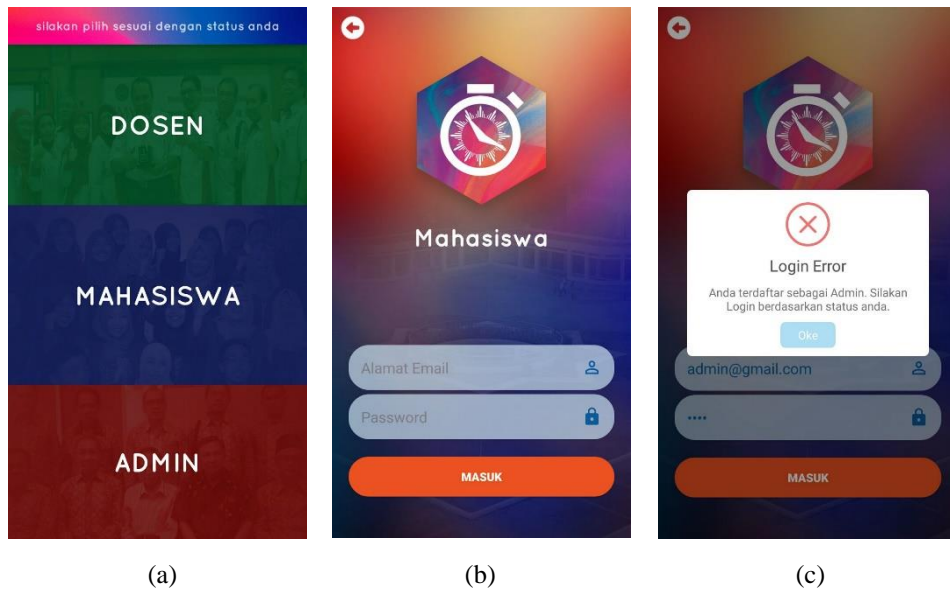 silakan pilih sesuai dengan status anda
DOSEN
MAHASISWA
ADMIN
(a)
Mahasiswa
Alamat Email
Password
MASUK
(b)
Login Error
Anda terdaftar sebagai Admin. Silakan
Login berdasarkan status anda.
Oke
admin@gmail.com
••••
MASUK
(c)